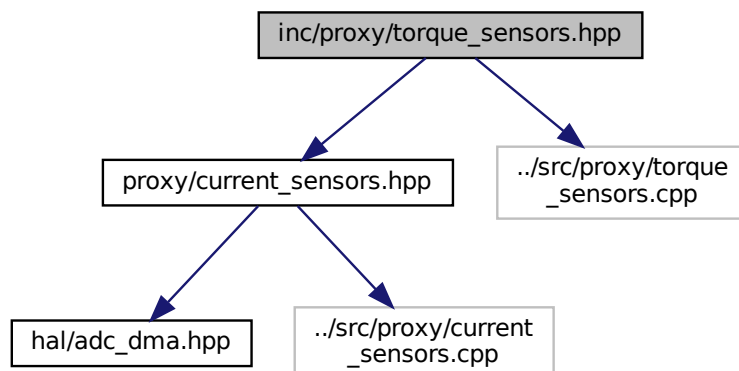 inc/proxy/torque_sensors.hpp
proxy/current_sensors.hpp
../src/proxy/torque
_sensors.cpp
hal/adc_dma.hpp
../src/proxy/current
_sensors.cpp